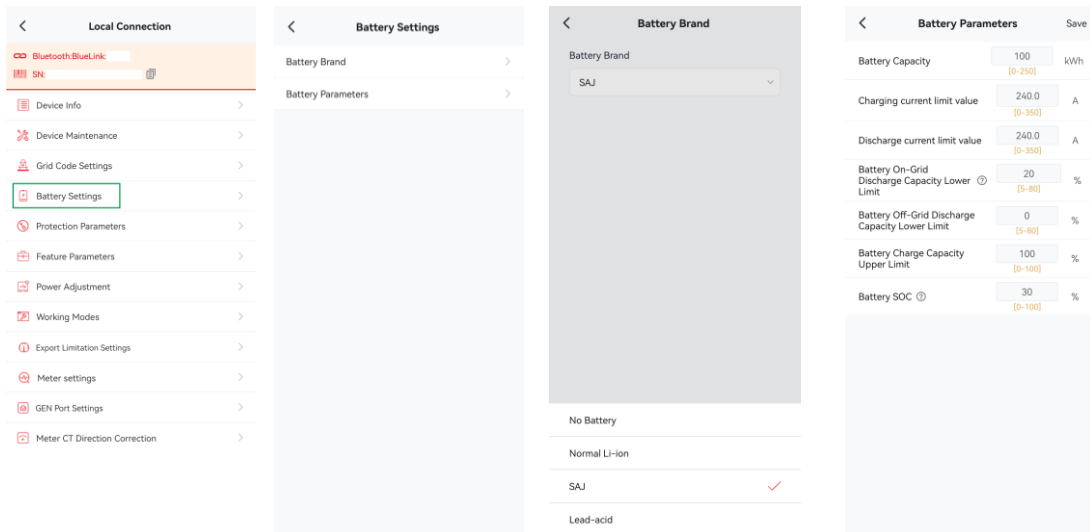 Local Connection
Bluetooth:BlueLink:
SN:
Device Info
Device Maintenance
Grid Code Settings
Battery Settings
Protection Parameters
Feature Parameters
Power Adjustment
Working Modes
Export Limitation Settings
Meter settings
GEN Port Settings
Meter CT Direction Correction
Battery Settings
Battery Brand
Battery Parameters
Battery Brand
Battery Brand
SAJ
No Battery
Normal Li-ion
SAJ
Lead-acid
Battery Parameters Save
Battery Capacity 100 kWh
[0-250]
Charging current limit value 240.0 A
[0-350]
Discharge current limit value 240.0 A
[0-350]
Battery On-Grid
Discharge Capacity Lower 20 %
Limit [5-80]
Battery Off-Grid Discharge 0 %
Capacity Lower Limit [5-80]
Battery Charge Capacity 100 %
Upper Limit [0-100]
Battery SOC 30 %
[0-100]